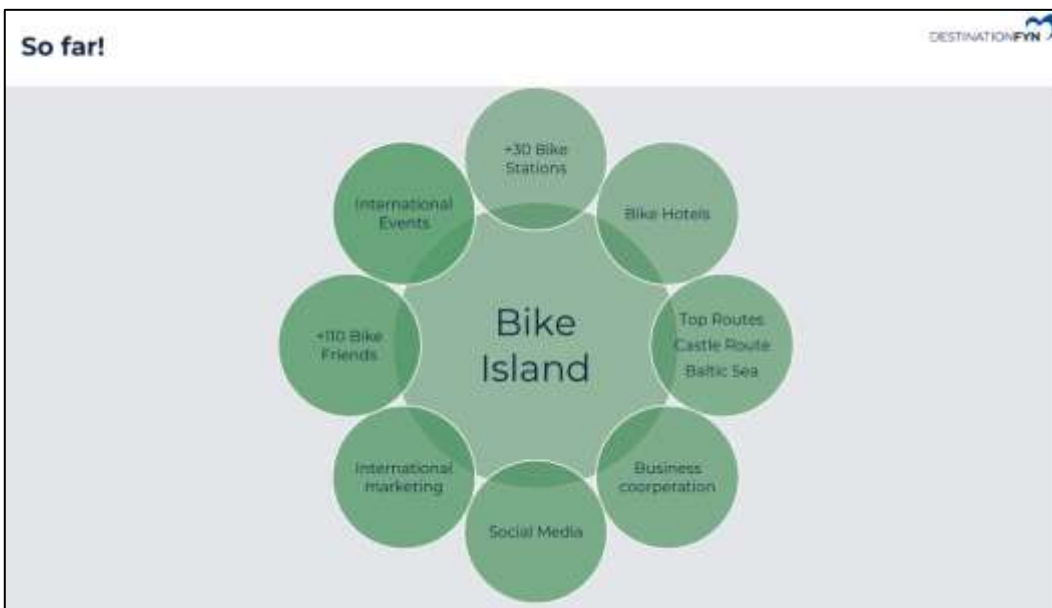 So far!
DESTINATIONFYN
+30 Bike
Stations
Bike Hotels
Top Routes
Castle Route
Baltic Sea
Business
coorperation
Social Media
International
marketing
+110 Bike
Friends
International
Events
Bike
Island